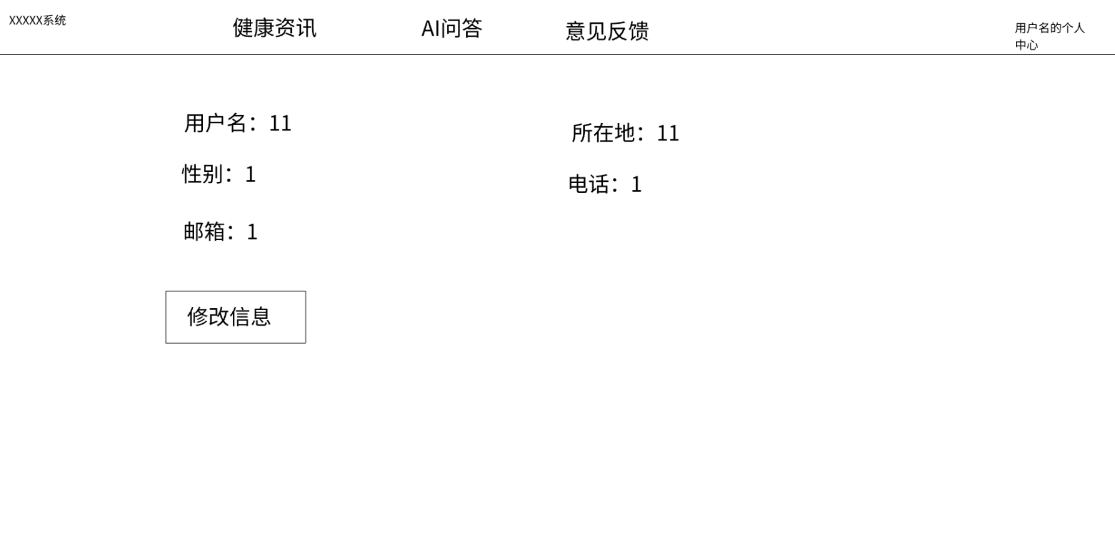 XXXXX系统
健康资讯
AI问答
意见反馈
用户名的个人
中心
用户名：11
所在地：11
性别：1
电话：1
邮箱：1
修改信息